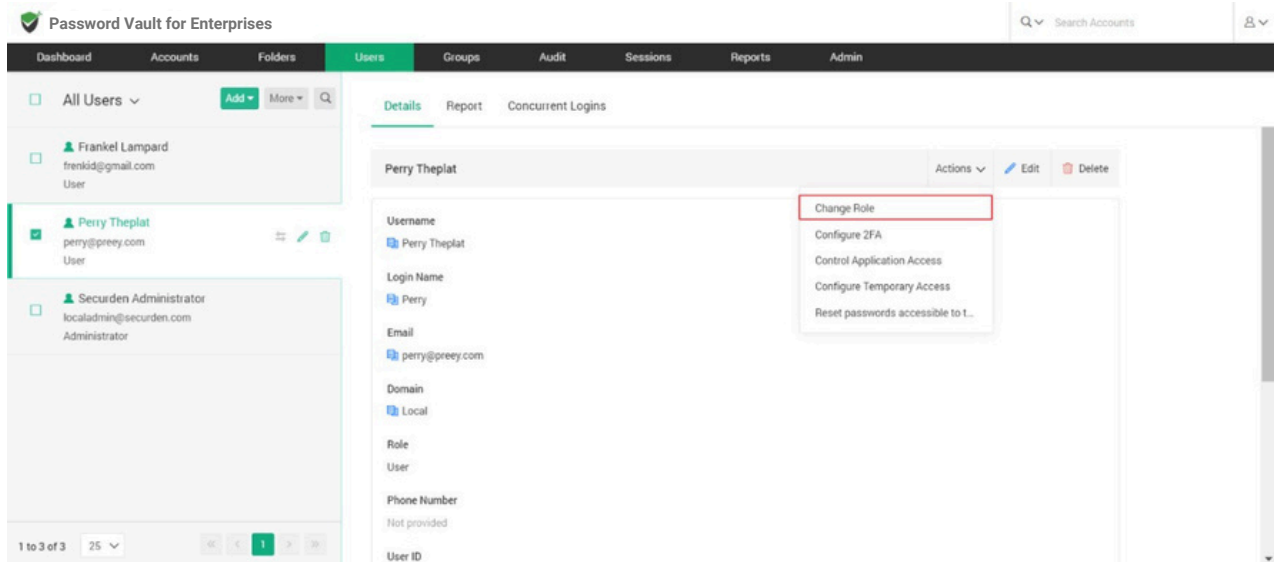 Password Vault for Enterprises
Search Accounts
Dashboard Accounts Folders Users Groups Audit Sessions Reports Admin
All Users Add More
Details Report Concurrent Logins
Frankel Lampard
frenkid@gmail.com
User
Perry Theplat
perry@preey.com
User
Securden Administrator
localadmin@securden.com
Administrator
1 to 3 of 3 25 « < 1 > »
Perry Theplat Actions Edit Delete
Change Role
Configure 2FA
Control Application Access
Configure Temporary Access
Reset passwords accessible to t...
Username
Perry Theplat
Login Name
Perry
Email
perry@preey.com
Domain
Local
Role
User
Phone Number
Not provided
User ID